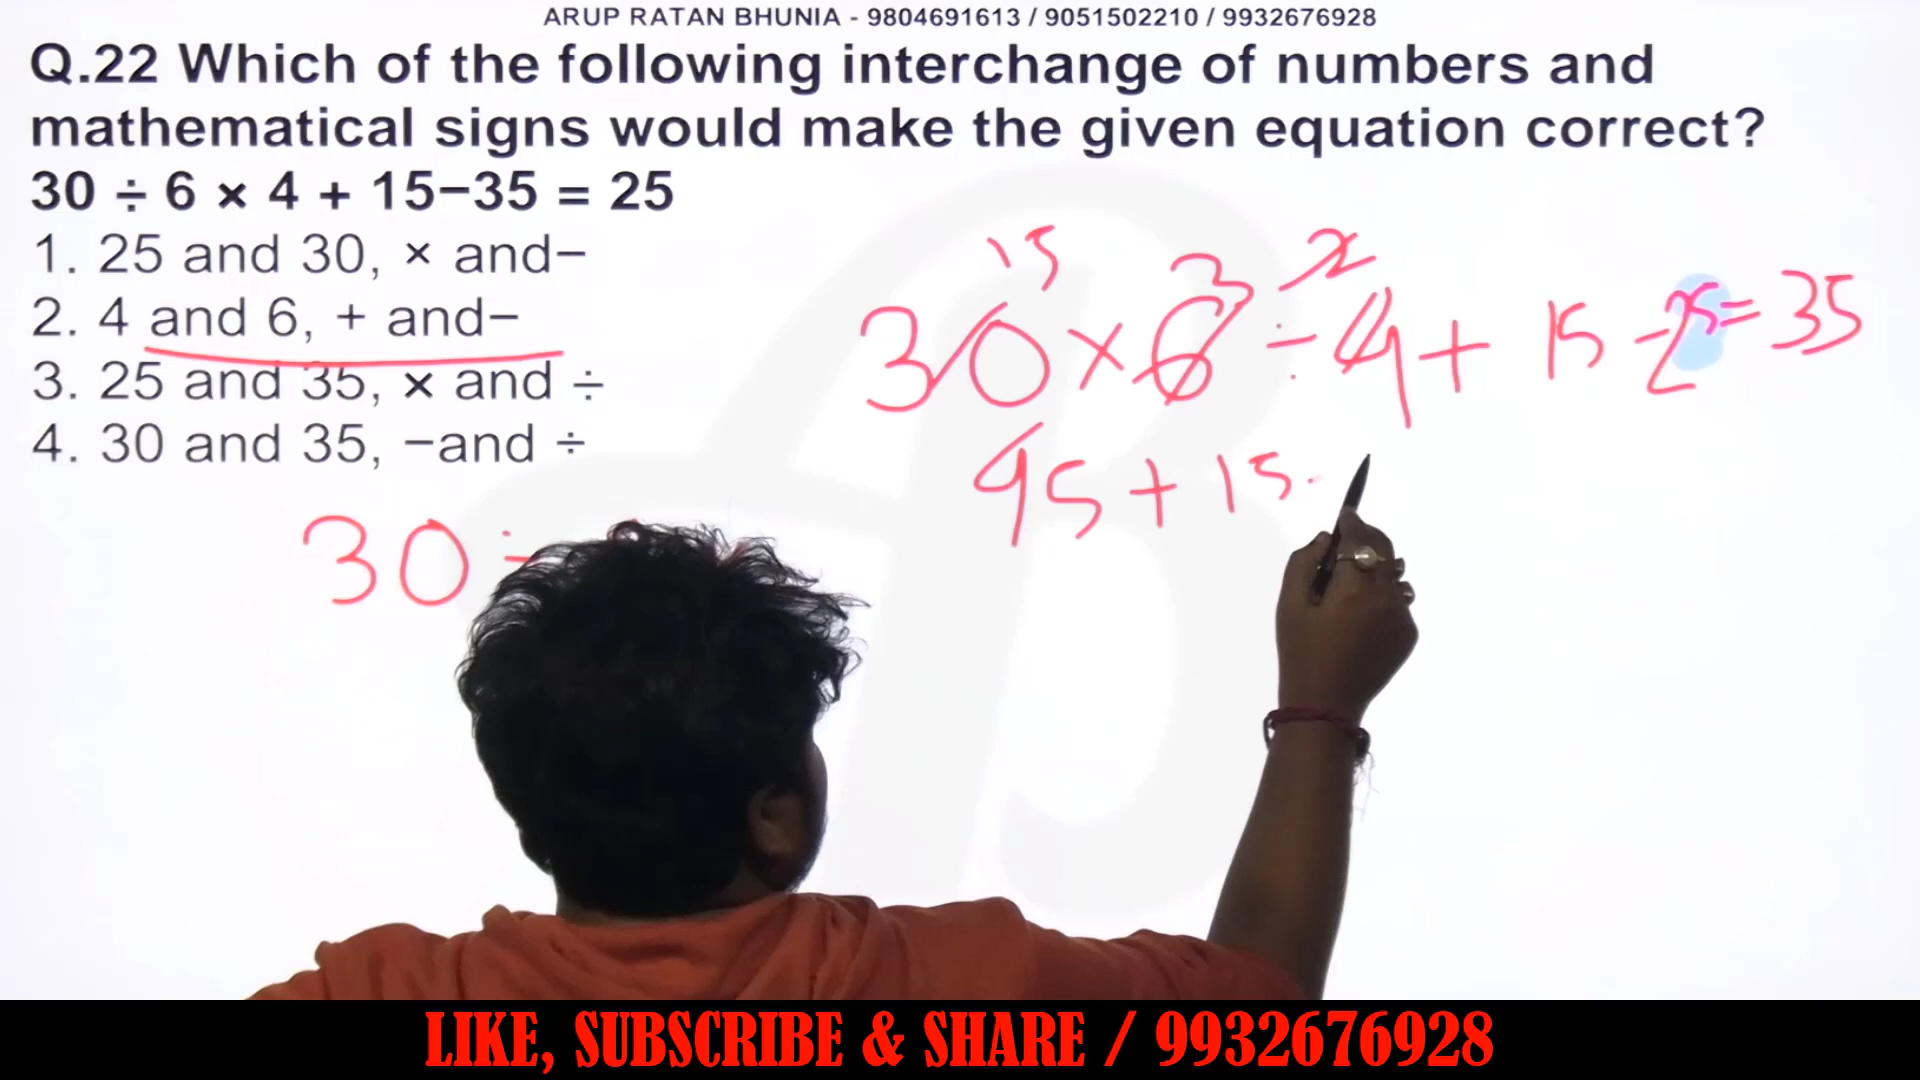 ARUP RATAN BHUNIA - 9804691613 / 9051502210 / 9932676928
Q.22 Which of the following interchange of numbers and
mathematical signs would make the given equation correct?
30 ÷ 6 × 4 + 15−35 = 25
1. 25 and 30, × and−
2. 4 and 6, + and−
3. 25 and 35, × and ÷
4. 30 and 35, −and ÷
15 3 2
30 × 6 ÷ 4 + 15 - 25 = 35
45 + 15
30 ÷
LIKE, SUBSCRIBE & SHARE / 9932676928